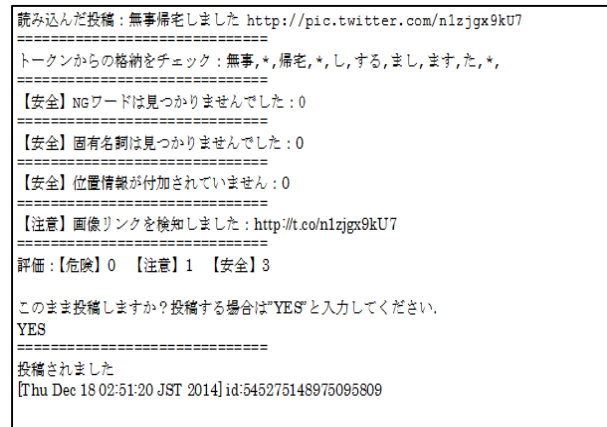 読み込んだ投稿：無事帰宅しました http://pic.twitter.com/n1zjgx9kU7
==============================
トークンからの格納をチェック：無事,*,帰宅,*,し,する,まし,ます,た,*,
==============================
【安全】NGワードは見つかりませんでした：0
==============================
【安全】固有名詞は見つかりませんでした：0
==============================
【安全】位置情報が付加されていません：0
==============================
【注意】画像リンクを検知しました：http://t.co/n1zjgx9kU7
==============================
評価：【危険】0 【注意】1 【安全】3
このまま投稿しますか？投稿する場合は"YES"と入力してください.
YES
==============================
投稿されました
[Thu Dec 18 02:51:20 JST 2014] id:545275148975095809